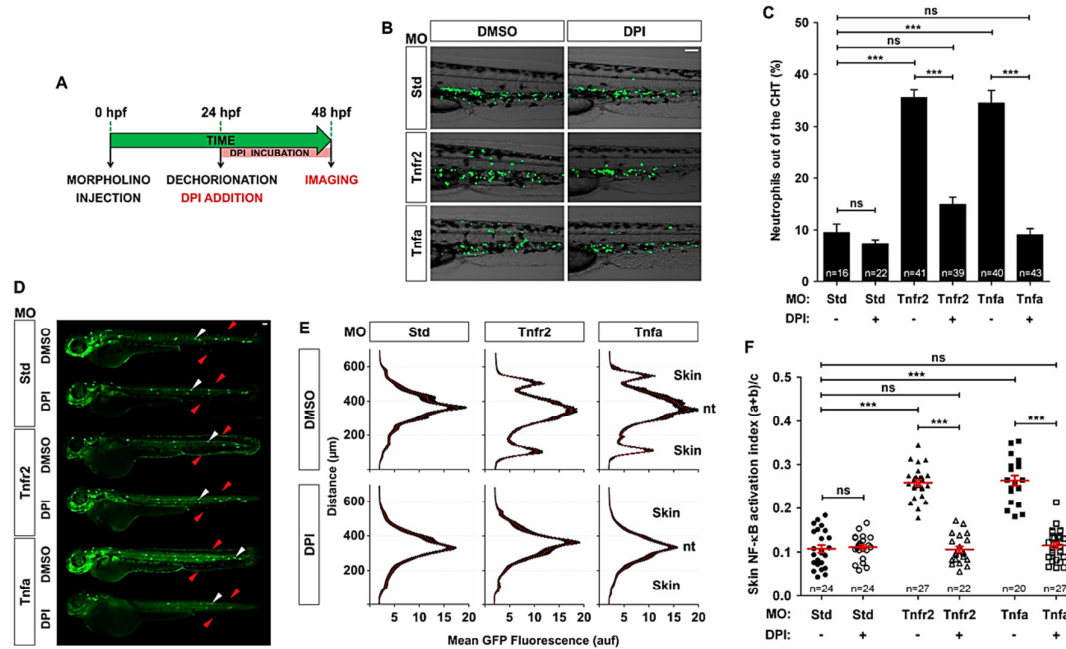 A
0 hpf 24 hpf 48 hpf
TIME
DPI INCUBATION
MORPHOLINO INJECTION
DECHORIONATION
DPI ADDITION
IMAGING
B
MO
DMSO DPI
Std
Tnfr2
Tnfa
C
Neutrophils out of the CHT (%)
50
40
30
20
10
0
ns
***
ns
***
***
***
ns
n=16 n=22 n=41 n=39 n=40 n=43
MO: Std Std Tnfr2 Tnfr2 Tnfa Tnfa
DPI: - + - + - +
D
MO
Std
DMSO
DPI
Tnfr2
DMSO
DPI
Tnfa
DMSO
DPI
E
MO Std Tnfr2 Tnfa
DMSO
DPI
Distance (µm)
600
400
200
600
400
200
Skin
nt
Skin
Skin
nt
Skin
0 5 10 15 20 5 10 15 20 5 10 15 20
Mean GFP Fluorescence (auf)
F
Skin NF-κB activation index (a+b)/c
0.5
0.4
0.3
0.2
0.1
0.0
ns
***
ns
***
***
***
ns
n=24 n=24 n=27 n=22 n=20 n=27
MO: Std Std Tnfr2 Tnfr2 Tnfa Tnfa
DPI: - + - + - +